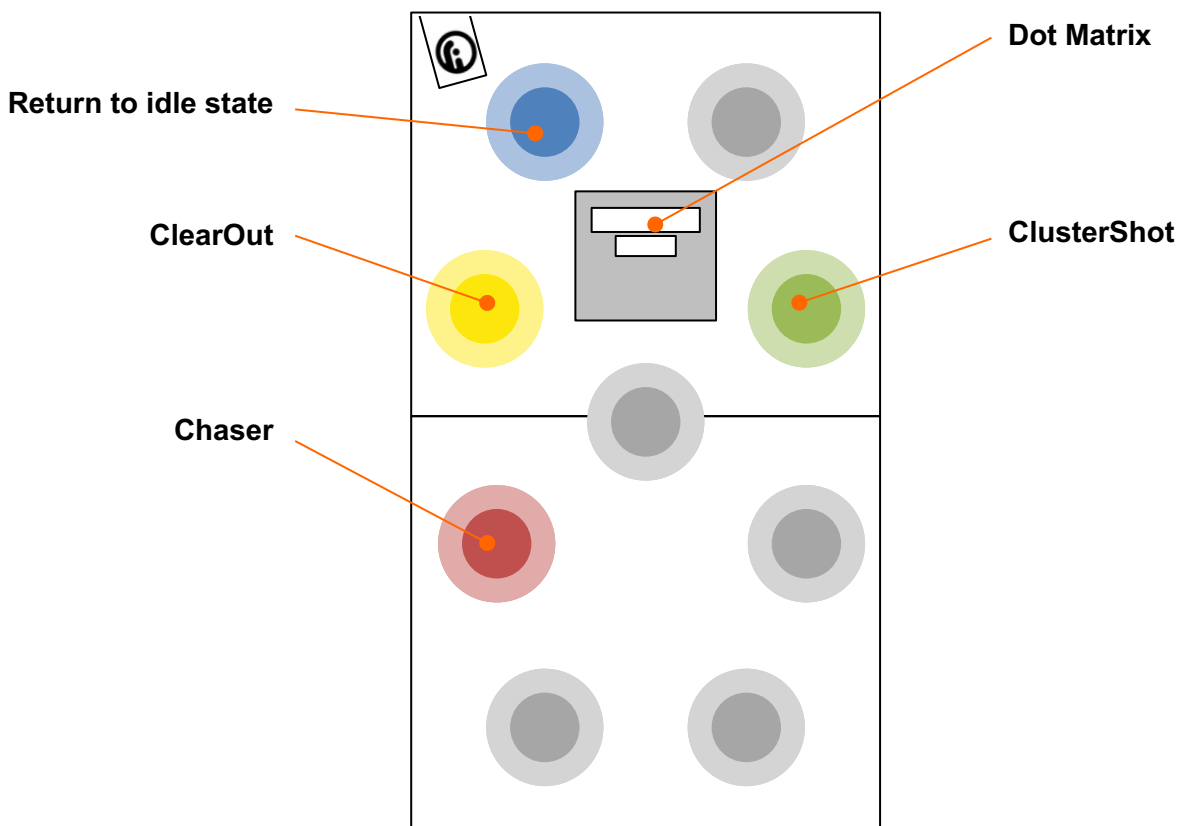 Dot Matrix
Return to idle state
ClearOut
ClusterShot
Chaser